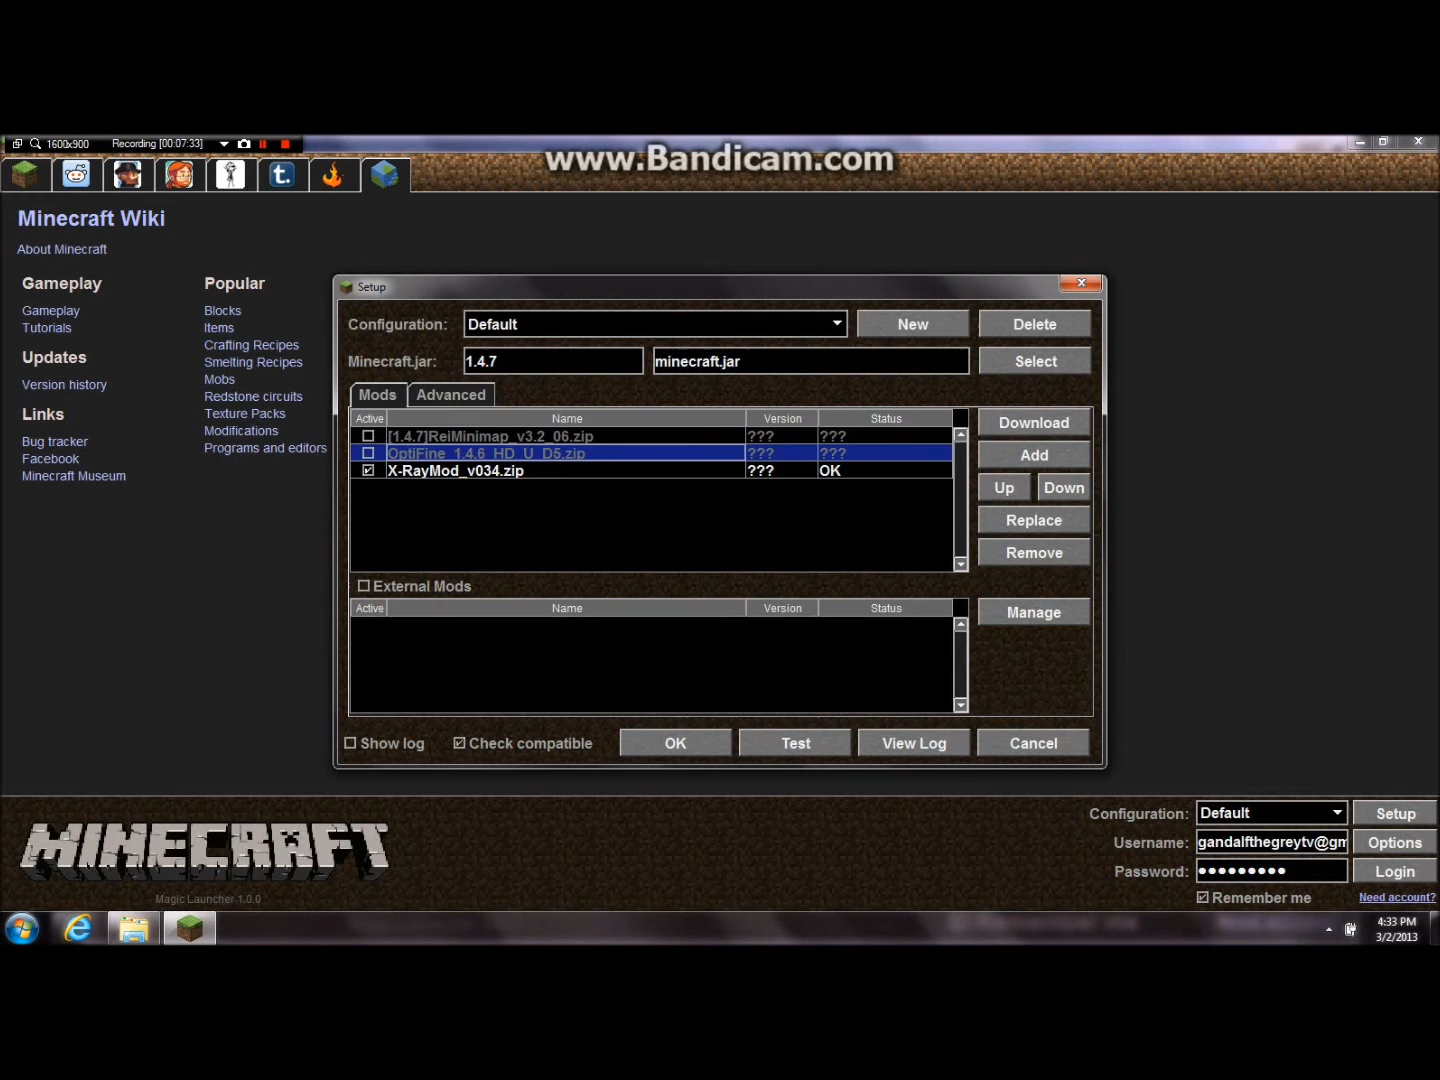 1600x900 Recording [00:07:33]
www.Bandicam.com
t.
Minecraft Wiki
About Minecraft
Gameplay
Gameplay
Tutorials
Updates
Version history
Links
Bug tracker
Facebook
Minecraft Museum
Popular
Blocks
Items
Crafting Recipes
Smelting Recipes
Mobs
Redstone circuits
Texture Packs
Modifications
Programs and editors
Setup
Configuration: Default New Delete
Minecraft.jar: 1.4.7 minecraft.jar Select
Mods Advanced
Active Name Version Status
[1.4.7]ReiMinimap_v3.2_06.zip ??? ???
OptiFine_1.4.6_HD_U_D5.zip ??? ???
X-RayMod_v034.zip ??? OK
Download
Add
Up Down
Replace
Remove
External Mods
Active Name Version Status
Manage
Show log Check compatible OK Test View Log Cancel
MINECRAFT
Magic Launcher 1.0.0
Configuration: Default Setup
Username: gandalfthegreytv@gm Options
Password: ●●●●●●●●● Login
Remember me Need account?
4:33 PM
3/2/2013